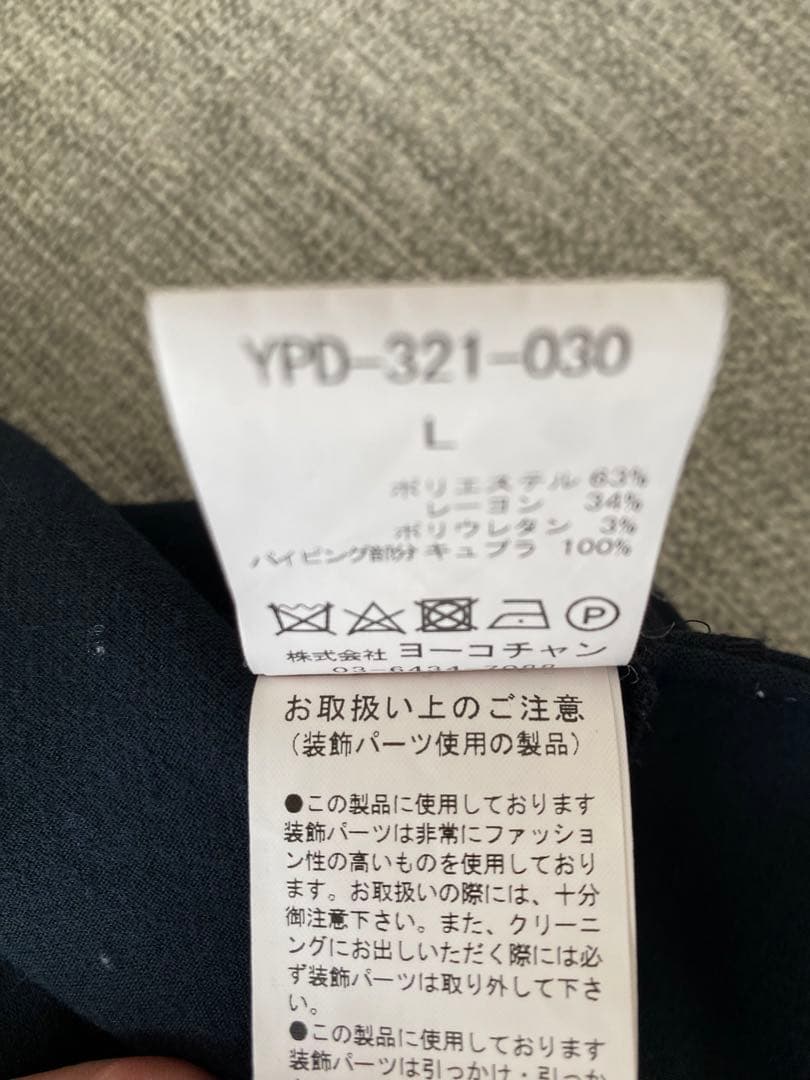 YPD-321-030
L
ポリエステル 63%
レーヨン 34%
ポリウレタン 3%
パイピング部分 キュプラ 100%
P
株式会社 ヨーコチャン
お取扱い上のご注意
(装飾パーツ使用の製品)
●この製品に使用しております
装飾パーツは非常にファッショ
ン性の高いものを使用しており
ます。お取扱いの際には、十分
御注意下さい。また、クリーニ
ングにお出しいただく際には必
ず装飾パーツは取り外して下さ
い。
●この製品に使用しております
装飾パーツは引っかけ・引っか